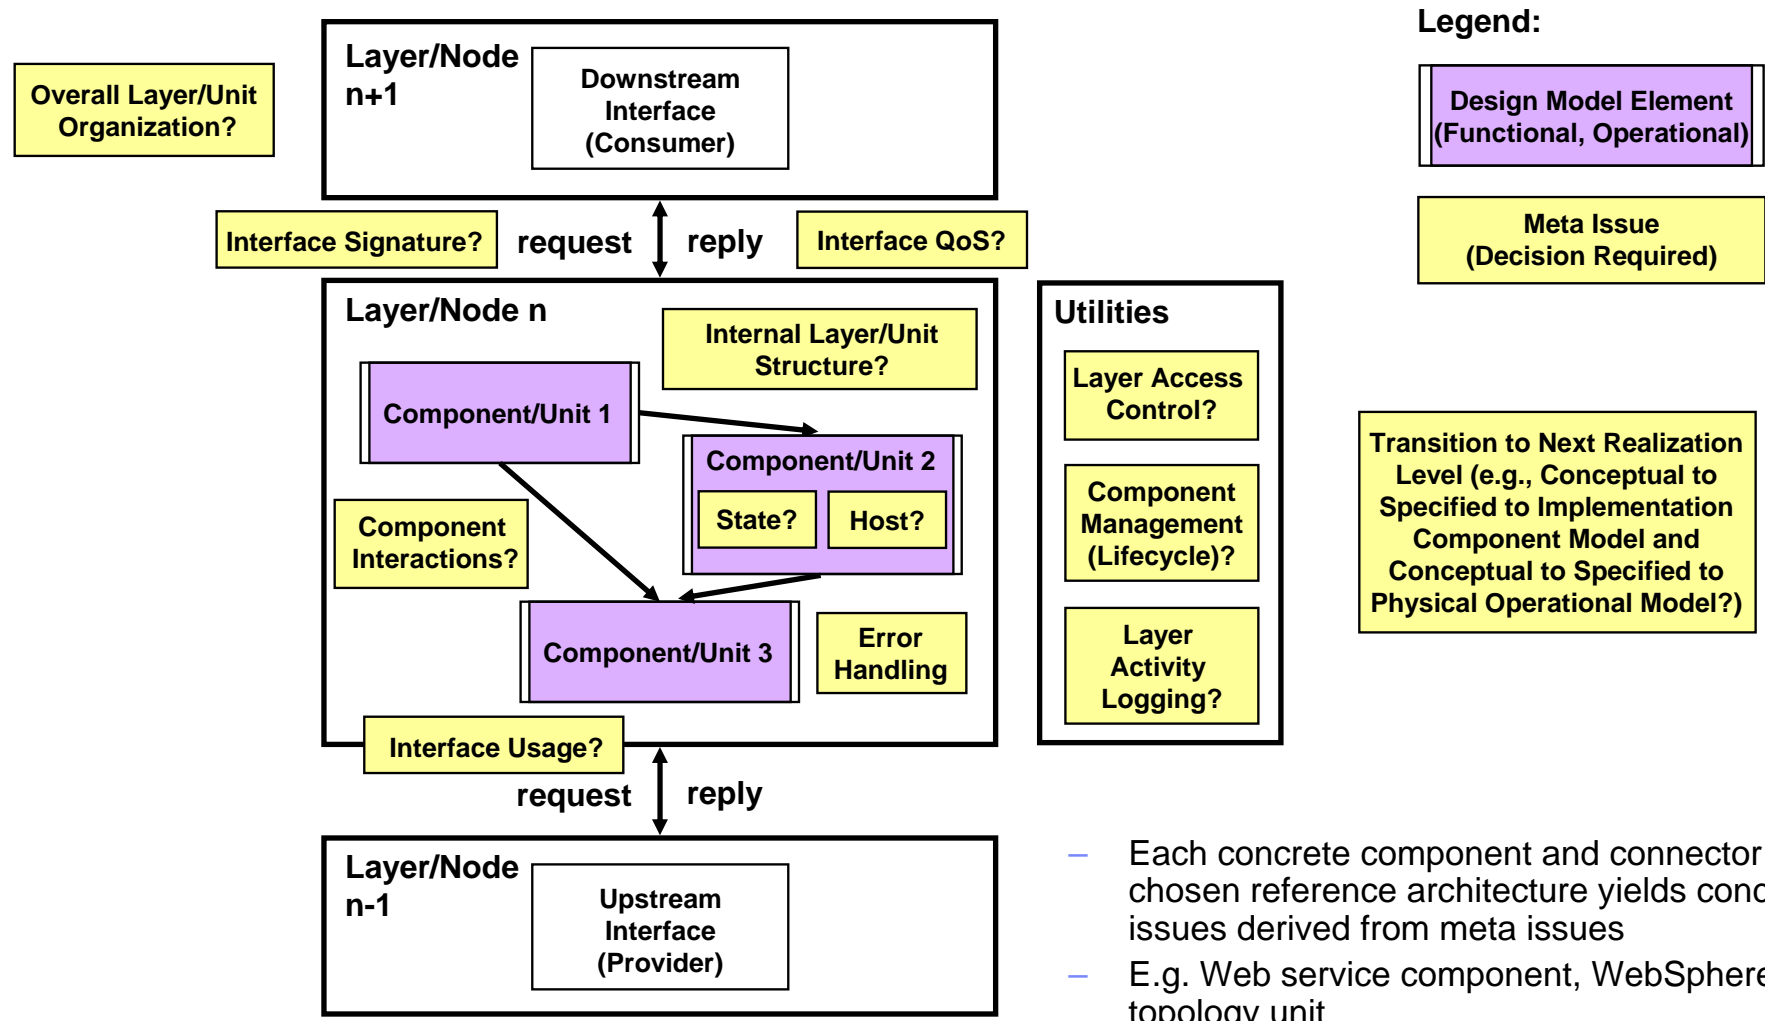 Legend:
Layer/Node
n+1
Downstream
Interface
(Consumer)
Overall Layer/Unit
Organization?
Design Model Element
(Functional, Operational)
Meta Issue
(Decision Required)
Interface Signature?
request
reply
Interface QoS?
Layer/Node n
Internal Layer/Unit
Structure?
Component/Unit 1
Component/Unit 2
State?
Host?
Component
Interactions?
Component/Unit 3
Error
Handling
Interface Usage?
Utilities
Layer Access
Control?
Component
Management
(Lifecycle)?
Layer
Activity
Logging?
Transition to Next Realization
Level (e.g., Conceptual to
Specified to Implementation
Component Model and
Conceptual to Specified to
Physical Operational Model?)
request
reply
Layer/Node
n-1
Upstream
Interface
(Provider)
– Each concrete component and connector
chosen reference architecture yields conc
issues derived from meta issues
– E.g. Web service component, WebSphere
topology unit